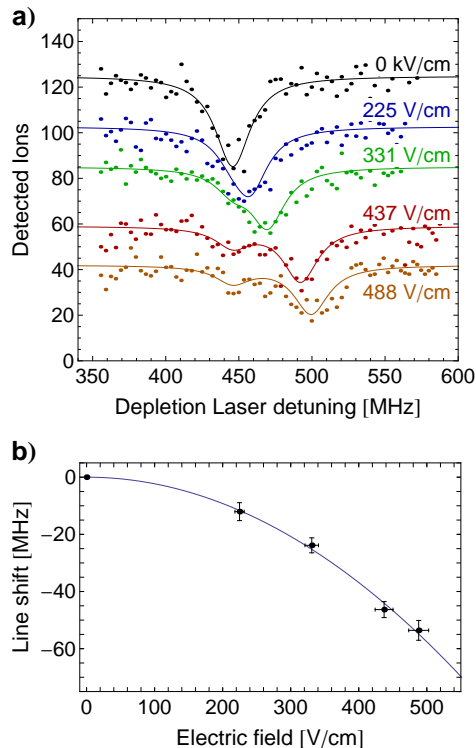 a)
Detected Ions
140
120
100
80
60
40
20
0
0 kV/cm
225 V/cm
331 V/cm
437 V/cm
488 V/cm
340 400 450 500 550 600
Depletion Laser detuning [MHz]
b)
Line shift [MHz]
0
−20
−40
−60
0 100 200 300 400 500
Electric field [V/cm]